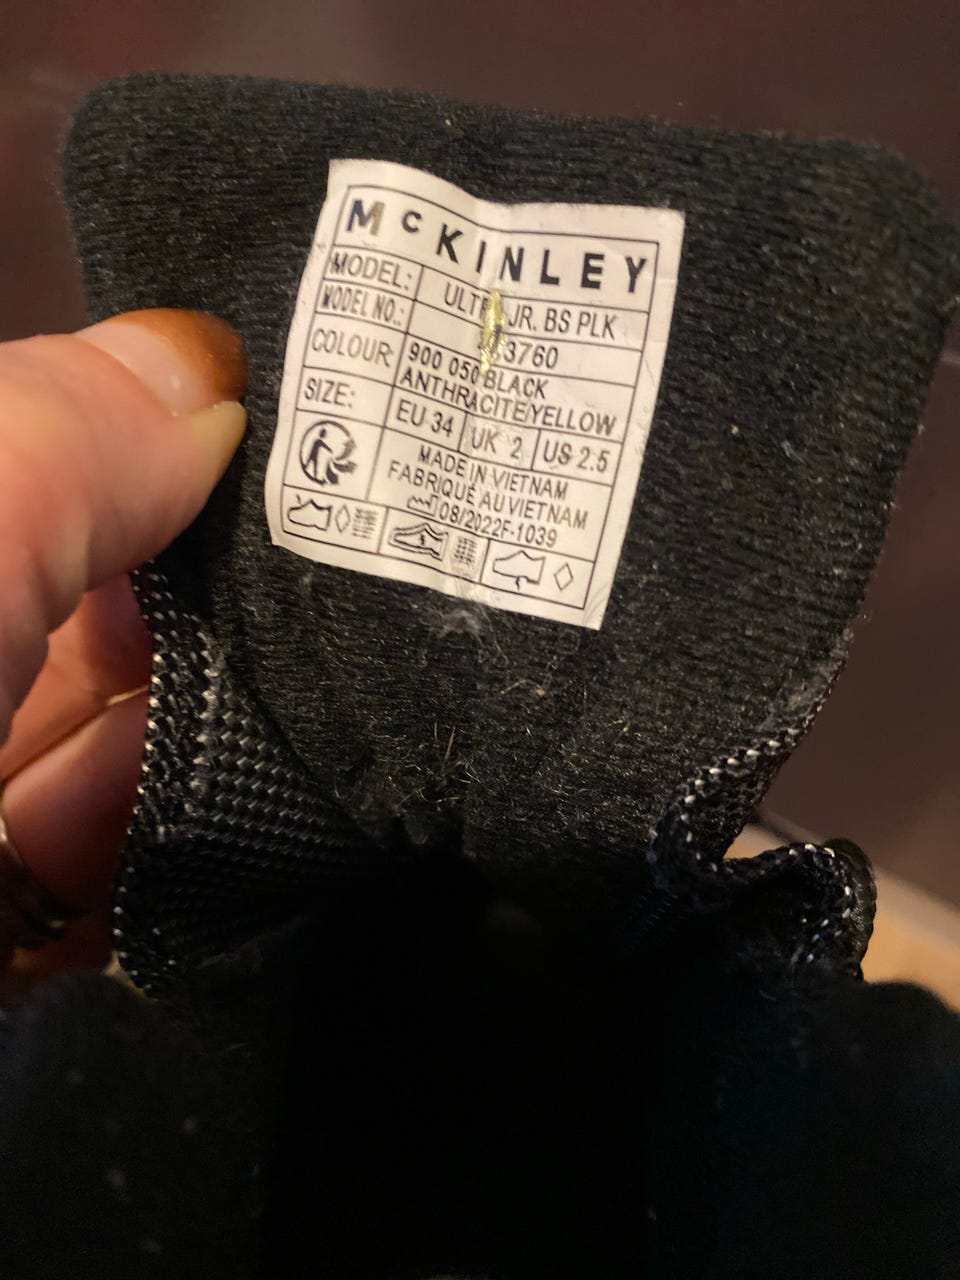 McKINLEY
MODEL: JR. BS PLK
MODEL NO.:
COLOUR: 900 050 BLACK
ANTHRACITE/YELLOW
SIZE: EU 34 UK 2 US 2.5
MADE IN VIETNAM
FABRIQUÉ AU VIETNAM
08/2022F-1039